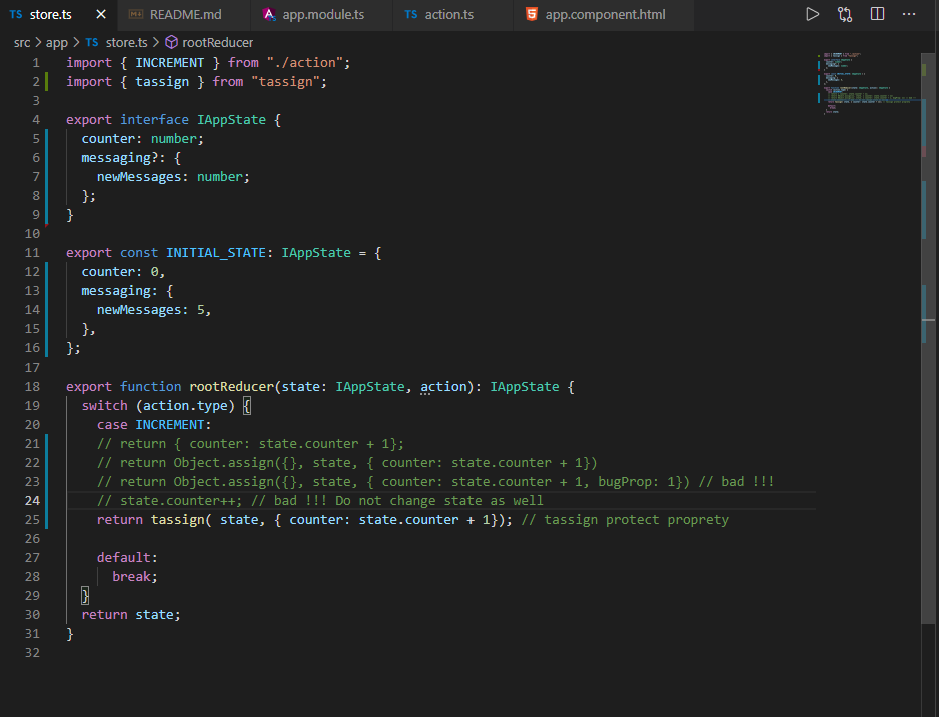 TS store.ts × README.md app.module.ts TS action.ts app.component.html ...
src > app > TS store.ts > rootReducer
1 import { INCREMENT } from "./action";
2 import { tassign } from "tassign";
3
4 export interface IAppState {
5 counter: number;
6 messaging?: {
7 newMessages: number;
8 };
9 }
10
11 export const INITIAL_STATE: IAppState = {
12 counter: 0,
13 messaging: {
14 newMessages: 5,
15 },
16 };
17
18 export function rootReducer(state: IAppState, action): IAppState {
19 switch (action.type) {
20 case INCREMENT:
21 // return { counter: state.counter + 1};
22 // return Object.assign({}, state, { counter: state.counter + 1})
23 // return Object.assign({}, state, { counter: state.counter + 1, bugProp: 1}) // bad !!!
24 // state.counter++; // bad !!! Do not change state as well
25 return tassign( state, { counter: state.counter + 1}); // tassign protect proprety
26
27 default:
28 break;
29 }
30 return state;
31 }
32